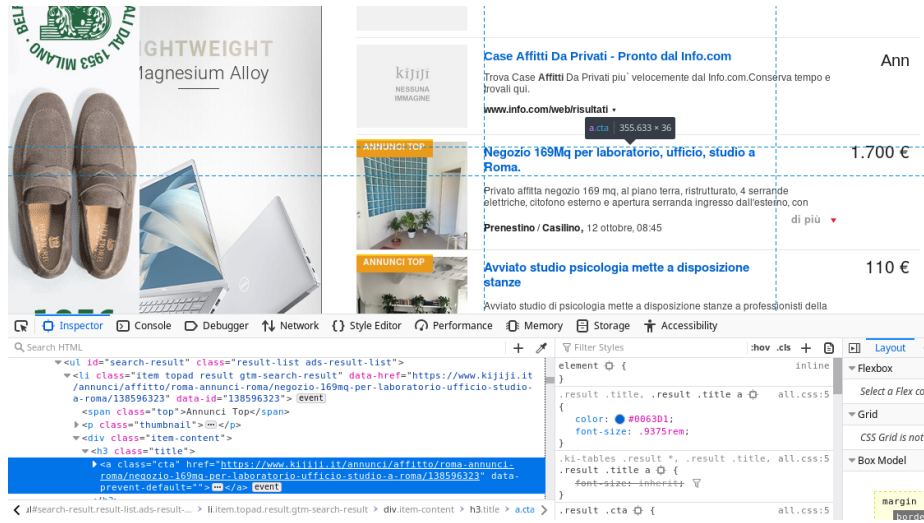 BEL
ALI DAL 1953 MILANO
IGHTWEIGHT
Magnesium Alloy
kijiji
NESSUNA
IMMAGINE
Case Affitti Da Privati - Pronto dal Info.com
Ann
Trova Case Affitti Da Privati piu` velocemente dal Info.com.Conserva tempo e
trovali qui.
www.info.com/web/risultati
a.cta 355.633 × 36
ANNUNCI TOP
Negozio 169Mq per laboratorio, ufficio, studio a
Roma.
1.700 €
Privato affitta negozio 169 mq, al piano terra, ristrutturato, 4 serrande
elettriche, citofono esterno e apertura serranda ingresso dall'esterno, con
di più
Prenestino / Casilino, 12 ottobre, 08:45
ANNUNCI TOP
Avviato studio psicologia mette a disposizione
stanze
110 €
Avviato studio di psicologia mette a disposizione stanze a professionisti della
Inspector Console Debugger Network Style Editor Performance Memory Storage Accessibility
Search HTML
Filter Styles :hov .cls
Layout
<ul id="search-result" class="result-list ads-result-list">
<li class="item topad result gtm-search-result" data-href="https://www.kijiji.it
/annunci/affitto/roma-annunci-roma/negozio-169mq-per-laboratorio-ufficio-studio-
a-roma/138596323" data-id="138596323"> event
<span class="top">Annunci Top</span>
<p class="thumbnail"></p>
<div class="item-content">
<h3 class="title">
<a class="cta" href="https://www.kijiji.it/annunci/affitto/roma-annunci-
roma/negozio-169mq-per-laboratorio-ufficio-studio-a-roma/138596323" data-
prevent-default=""></a> event
ul#search-result.result-list.ads-result-... li.item.topad.result.gtm-search-result div.item-content h3.title a.cta
element { inline
}
.result .title, .result .title a all.css:5
{
color: #0063D1;
font-size: .9375rem;
}
.ki-tables .result *, .result .title, all.css:5
.result .title a {
font-size: inherit;
}
.result .cta { all.css:5
Flexbox
Select a Flex co
Grid
CSS Grid is not
Box Model
margin
borde